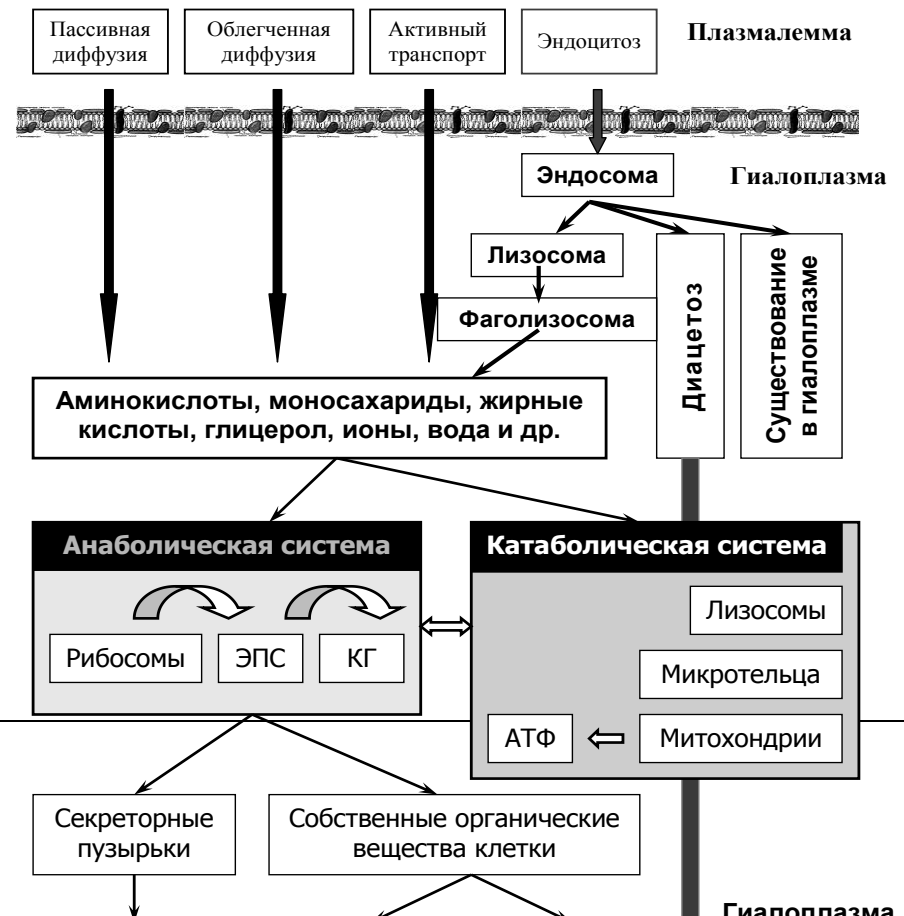 Пассивная
диффузия
Облегченная
диффузия
Активный
транспорт
Эндоцитоз
Плазмалемма
Эндосома
Гиалоплазма
Лизосома
Фаголизосома
Диацетоз
Существование
в гиалоплазме
Аминокислоты, моносахариды, жирные
кислоты, глицерол, ионы, вода и др.
Анаболическая система
Рибосомы
ЭПС
КГ
Катаболическая система
Лизосомы
Микротельца
АТФ
Митохондрии
Секреторные
пузырьки
Собственные органические
вещества клетки
Гиалоплазма